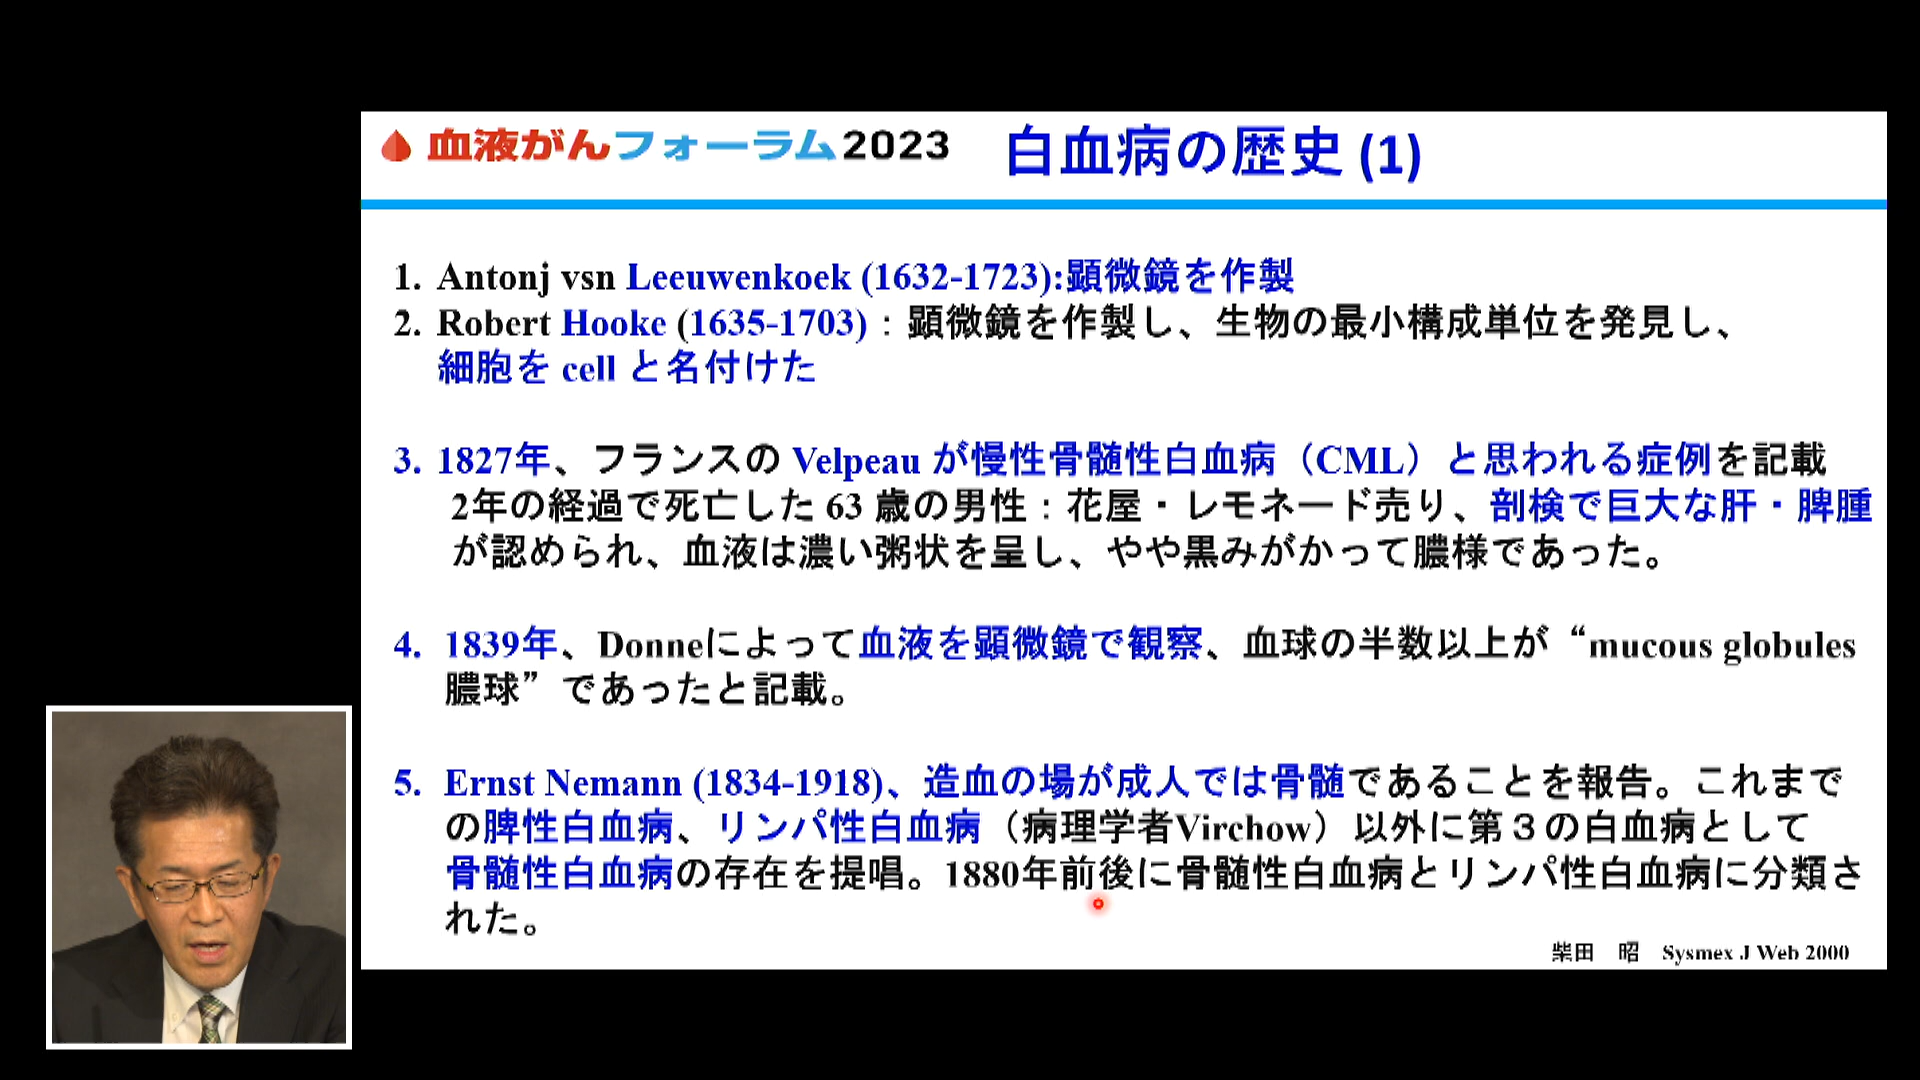 血液がんフォーラム2023
白血病の歴史 (1)
1. Antonj vsn Leeuwenkoek (1632-1723):顕微鏡を作製
2. Robert Hooke (1635-1703)：顕微鏡を作製し、生物の最小構成単位を発見し、
細胞を cell と名付けた
3. 1827年、フランスの Velpeau が慢性骨髄性白血病（CML）と思われる症例を記載
2年の経過で死亡した 63 歳の男性：花屋・レモネード売り、剖検で巨大な肝・脾腫
が認められ、血液は濃い粥状を呈し、やや黒みがかって膿様であった。
4. 1839年、Donneによって血液を顕微鏡で観察、血球の半数以上が“mucous globules
膿球”であったと記載。
5. Ernst Nemann (1834-1918)、造血の場が成人では骨髄であることを報告。これまで
の脾性白血病、リンパ性白血病（病理学者Virchow）以外に第３の白血病として
骨髄性白血病の存在を提唱。1880年前後に骨髄性白血病とリンパ性白血病に分類さ
れた。
柴田　昭　Sysmex J Web 2000